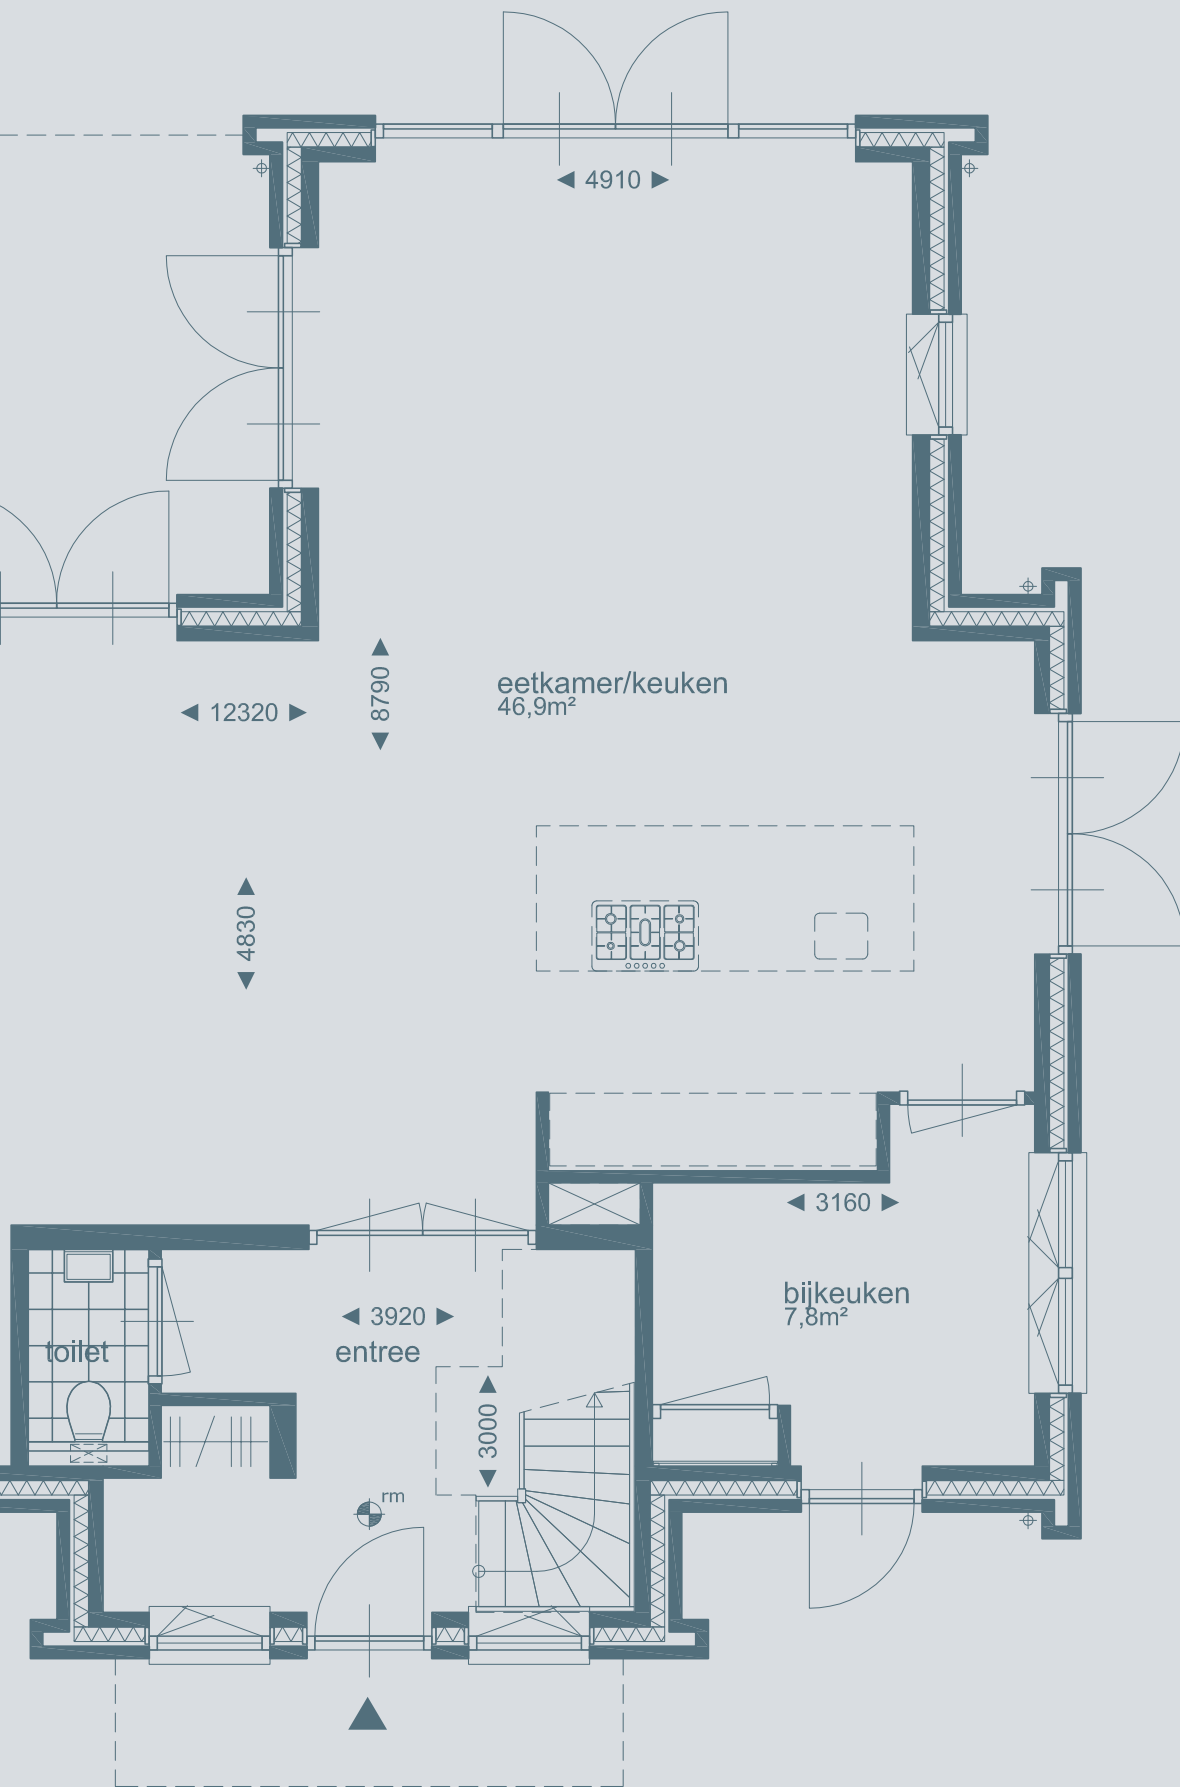 4910
eetkamer/keuken
46,9m²
8790
12320
4830
3160
bijkeuken
7,8m²
3920
toilet
entree
3000
rm